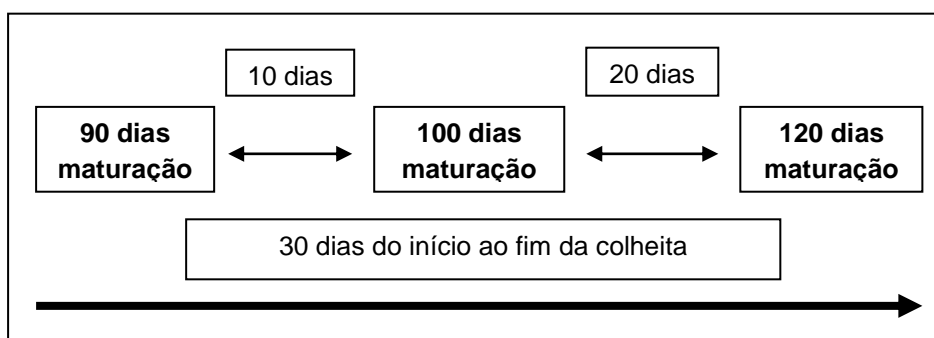 10 dias
20 dias
90 dias
maturação
100 dias
maturação
120 dias
maturação
30 dias do início ao fim da colheita